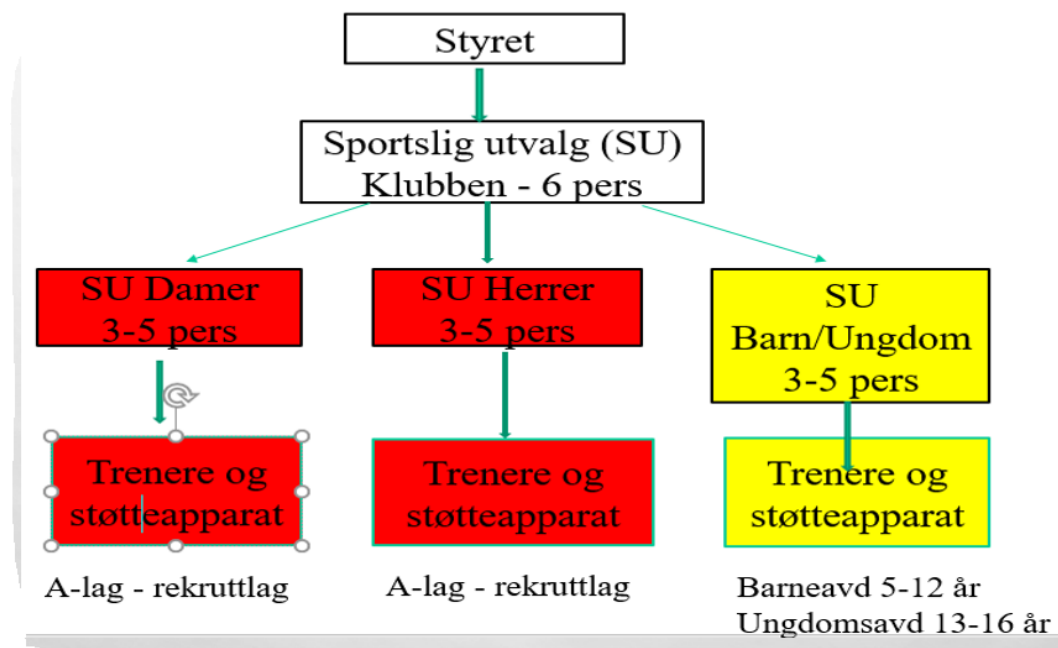 Styret
Sportslig utvalg (SU)
Klubben - 6 pers
SU Damer
3-5 pers
SU Herrer
3-5 pers
SU
Barn/Ungdom
3-5 pers
Trenere og
støtteapparat
Trenere og
støtteapparat
Trenere og
støtteapparat
A-lag - rekruttlag
A-lag - rekruttlag
Barneavd 5-12 år
Ungdomsavd 13-16 år